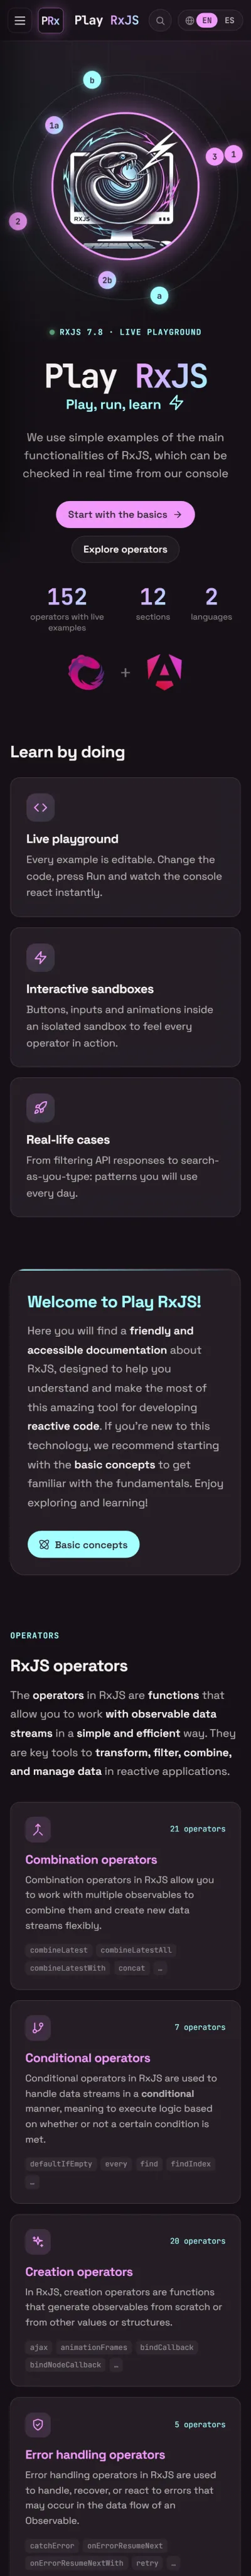 PRx Play RxJS EN ES
b
1a
3 1
RXJS
2
2b
a
RXJS 7.8 · LIVE PLAYGROUND
Play RxJS
Play, run, learn
We use simple examples of the main
functionalities of RxJS, which can be
checked in real time from our console
Start with the basics →
Explore operators
152 12 2
operators with live examples sections languages
+
Learn by doing
Live playground
Every example is editable. Change the
code, press Run and watch the console
react instantly.
Interactive sandboxes
Buttons, inputs and animations inside
an isolated sandbox to feel every
operator in action.
Real-life cases
From filtering API responses to search-
as-you-type: patterns you will use
every day.
Welcome to Play RxJS!
Here you will find a friendly and
accessible documentation about
RxJS, designed to help you
understand and make the most of
this amazing tool for developing
reactive code. If you're new to this
technology, we recommend starting
with the basic concepts to get
familiar with the fundamentals. Enjoy
exploring and learning!
Basic concepts
OPERATORS
RxJS operators
The operators in RxJS are functions that
allow you to work with observable data
streams in a simple and efficient way. They
are key tools to transform, filter, combine,
and manage data in reactive applications.
21 operators
Combination operators
Combination operators in RxJS allow you
to work with multiple observables to
combine them and create new data
streams flexibly.
combineLatest combineLatestAll
combineLatestWith concat …
7 operators
Conditional operators
Conditional operators in RxJS are used to
handle data streams in a conditional
manner, meaning to execute logic based
on whether or not a certain condition is
met.
defaultIfEmpty every find findIndex
…
20 operators
Creation operators
In RxJS, creation operators are functions
that generate observables from scratch or
from other values or structures.
ajax animationFrames bindCallback
bindNodeCallback …
5 operators
Error handling operators
Error handling operators in RxJS are used
to handle, recover, or react to errors that
may occur in the data flow of an
Observable.
catchError onErrorResumeNext
onErrorResumeNextWith retry …